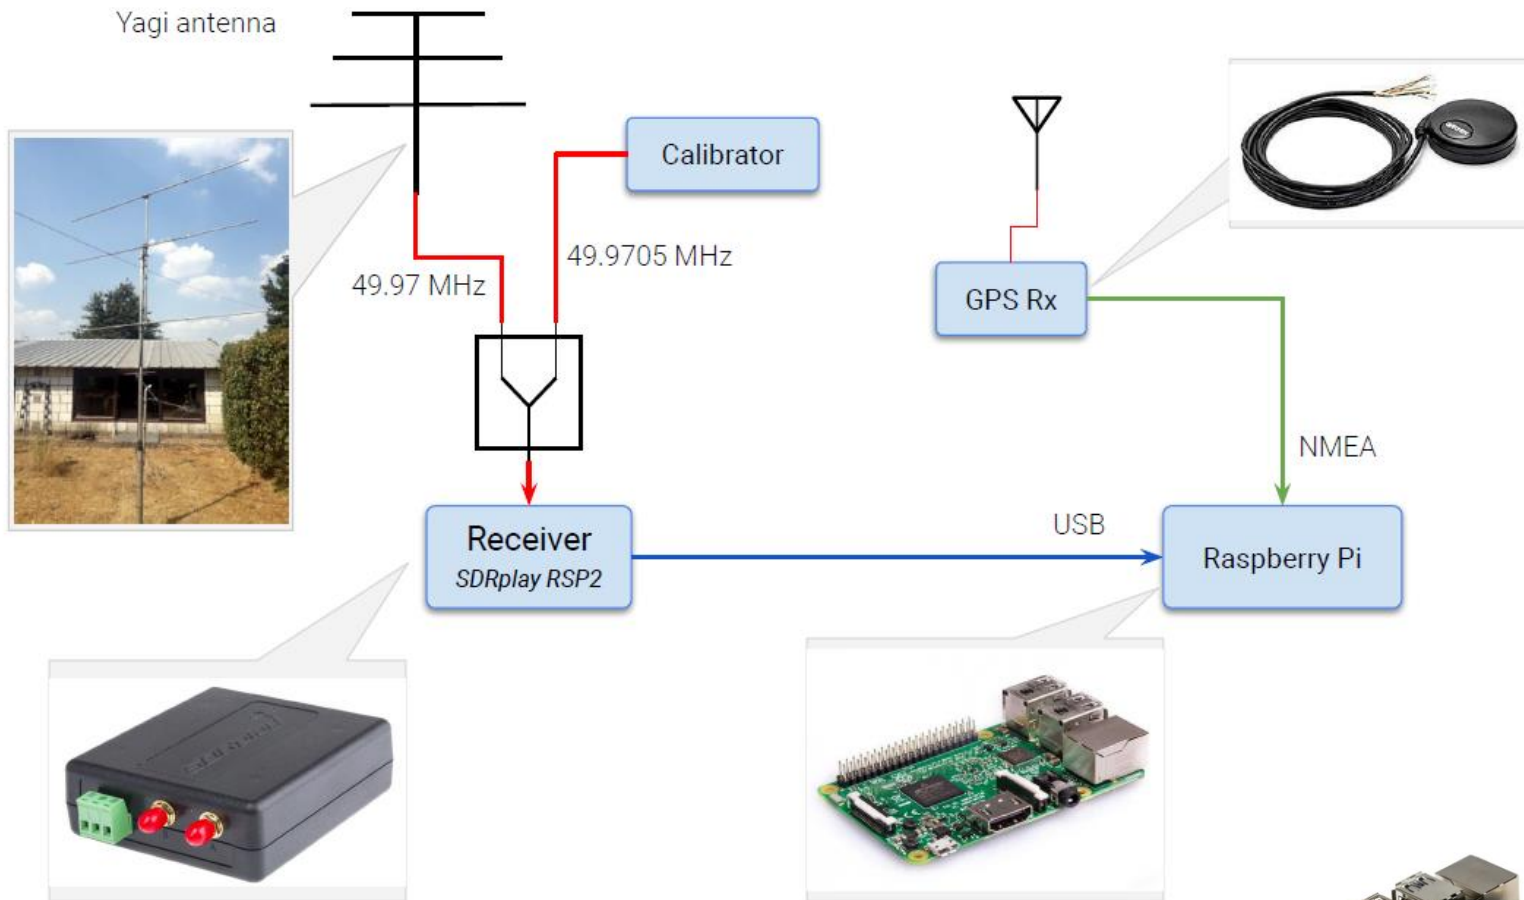 Yagi antenna
Calibrator
49.97 MHz
49.9705 MHz
GPS Rx
NMEA
Receiver
SDRplay RSP2
USB
Raspberry Pi